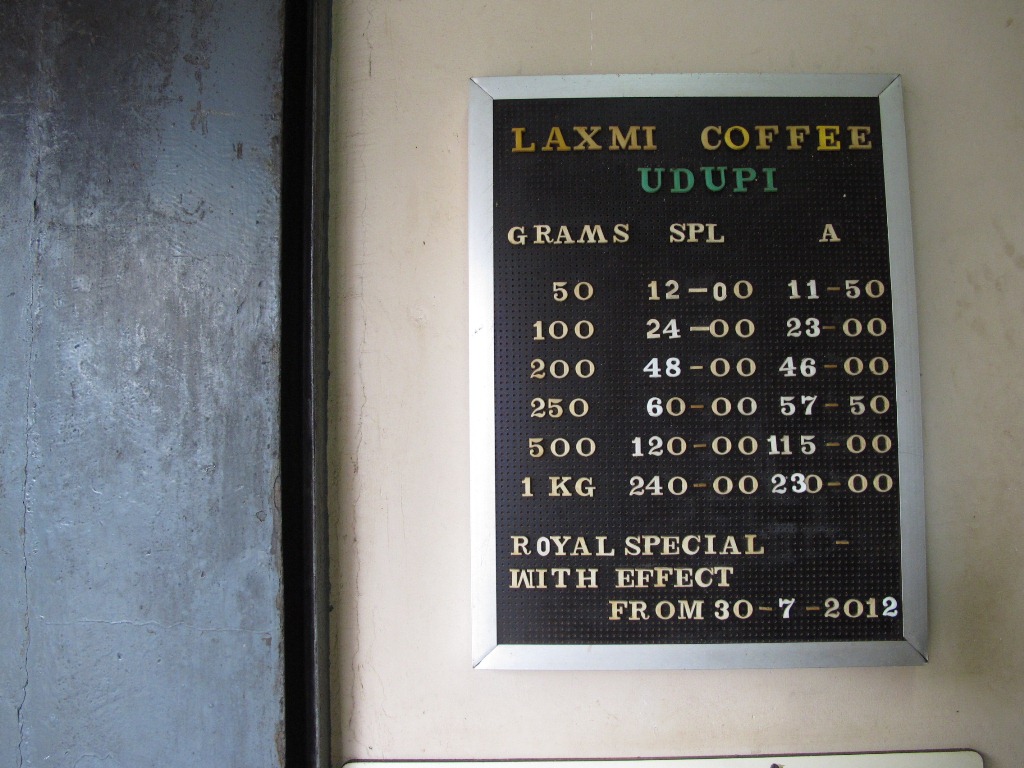 LAXMI COFFEE
UDUPI
GRAMS SPL A
50 12-00 11-50
100 24-00 23-00
200 48-00 46-00
250 60-00 57-50
500 120-00 115-00
1 KG 240-00 230-00
ROYAL SPECIAL -
WITH EFFECT
FROM 30-7-2012